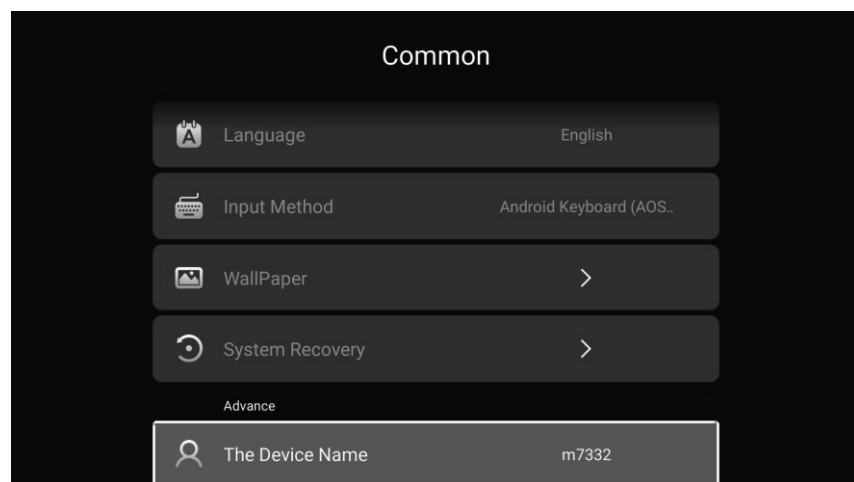 Common
Language English
Input Method Android Keyboard (AOS..
WallPaper
System Recovery
Advance
The Device Name m7332